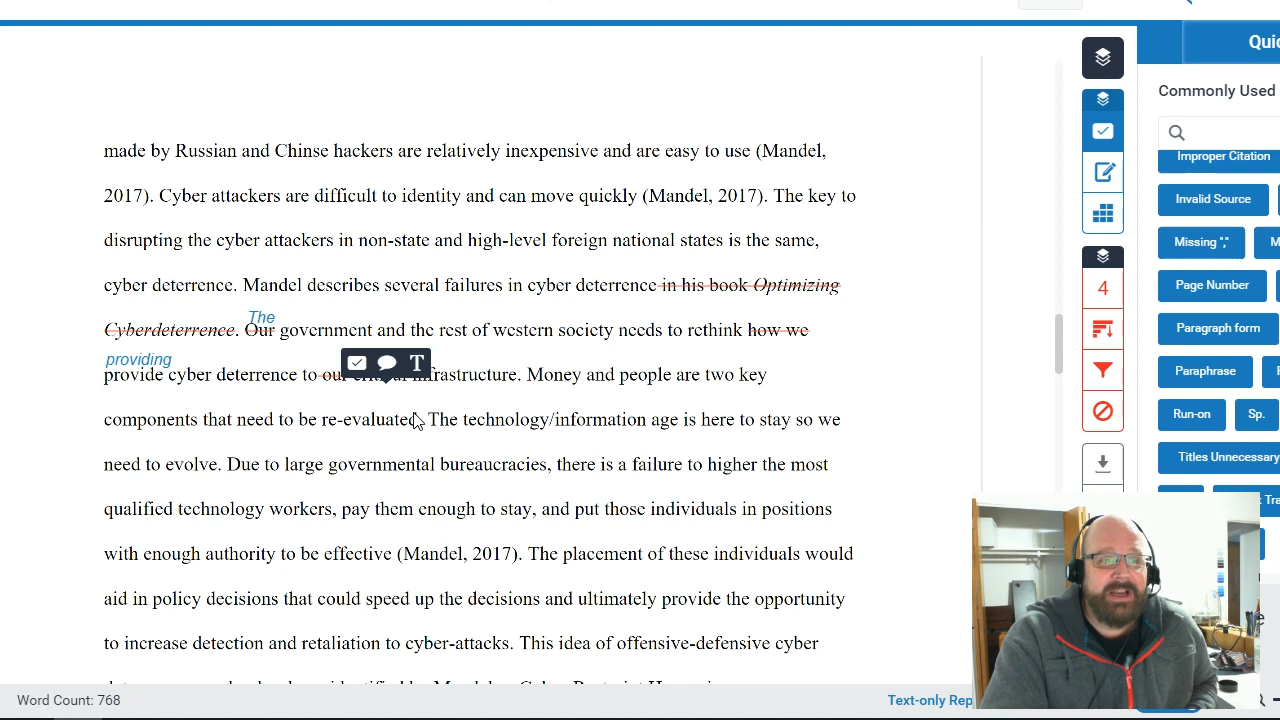 Quic
Commonly Used
Improper Citation
Invalid Source
Missing ","
M
Page Number
Paragraph form
Paraphrase
Run-on
Sp.
Titles Unnecessary
4
made by Russian and Chinse hackers are relatively inexpensive and are easy to use (Mandel,
2017). Cyber attackers are difficult to identity and can move quickly (Mandel, 2017). The key to
disrupting the cyber attackers in non-state and high-level foreign national states is the same,
cyber deterrence. Mandel describes several failures in cyber deterrence in his book Optimizing
The
Cyberdeterrence. Our government and the rest of western society needs to rethink how we
providing
provide cyber deterrence to our critical infrastructure. Money and people are two key
T
components that need to be re-evaluated. The technology/information age is here to stay so we
need to evolve. Due to large governmental bureaucracies, there is a failure to higher the most
qualified technology workers, pay them enough to stay, and put those individuals in positions
with enough authority to be effective (Mandel, 2017). The placement of these individuals would
aid in policy decisions that could speed up the decisions and ultimately provide the opportunity
to increase detection and retaliation to cyber-attacks. This idea of offensive-defensive cyber
Word Count: 768
Text-only Rep